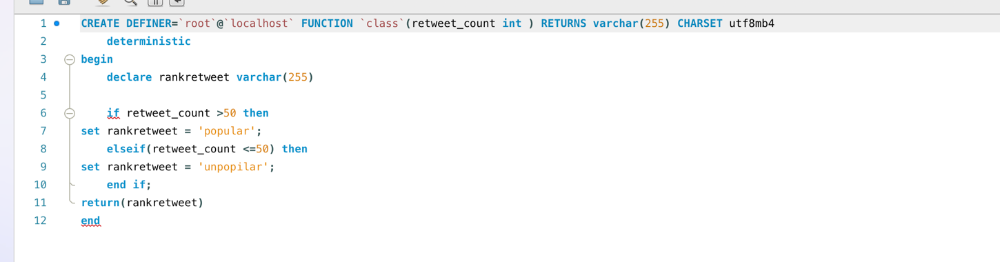 1 CREATE DEFINER=`root`@`localhost` FUNCTION `class`(retweet_count int ) RETURNS varchar(255) CHARSET utf8mb4
2 deterministic
3 begin
4 declare rankretweet varchar(255)
5
6 if retweet_count >50 then
7 set rankretweet = 'popular';
8 elseif(retweet_count <=50) then
9 set rankretweet = 'unpopilar';
10 end if;
11 return(rankretweet)
12 end